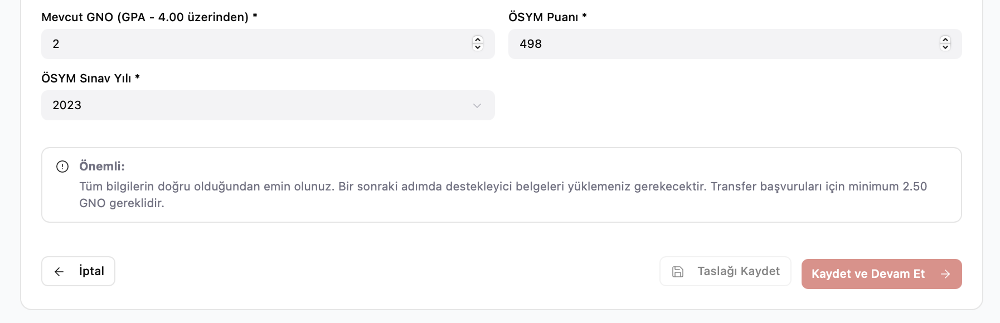 Mevcut GNO (GPA - 4.00 üzerinden) *
2
ÖSYM Puanı *
498
ÖSYM Sınav Yılı *
2023
Önemli:
Tüm bilgilerin doğru olduğundan emin olunuz. Bir sonraki adımda destekleyici belgeleri yüklemeniz gerekecektir. Transfer başvuruları için minimum 2.50
GNO gereklidir.
İptal
Taslağı Kaydet
Kaydet ve Devam Et